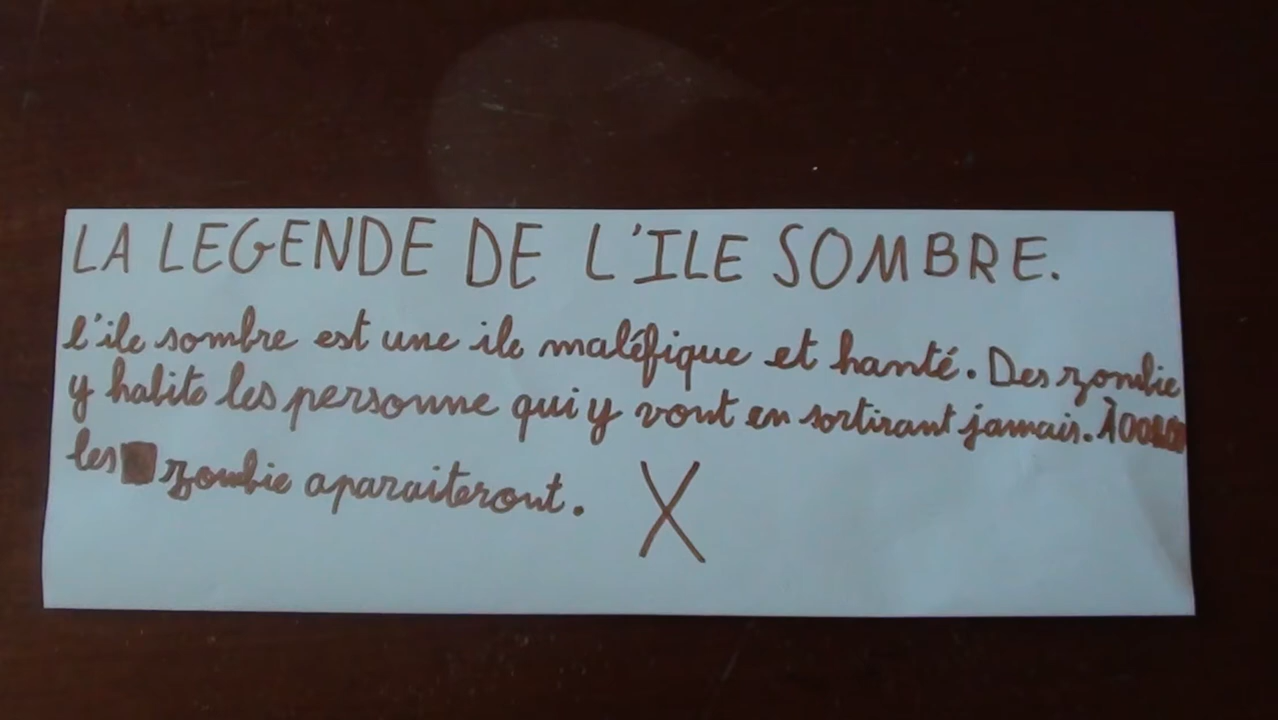 LA LEGENDE DE L'ILE SOMBRE.
l'ile sombre est une ile maléfique et hanté. Des zombie
y habite les personne qui y vont en sortirant jamais. À
les zombie aparaiteront. X